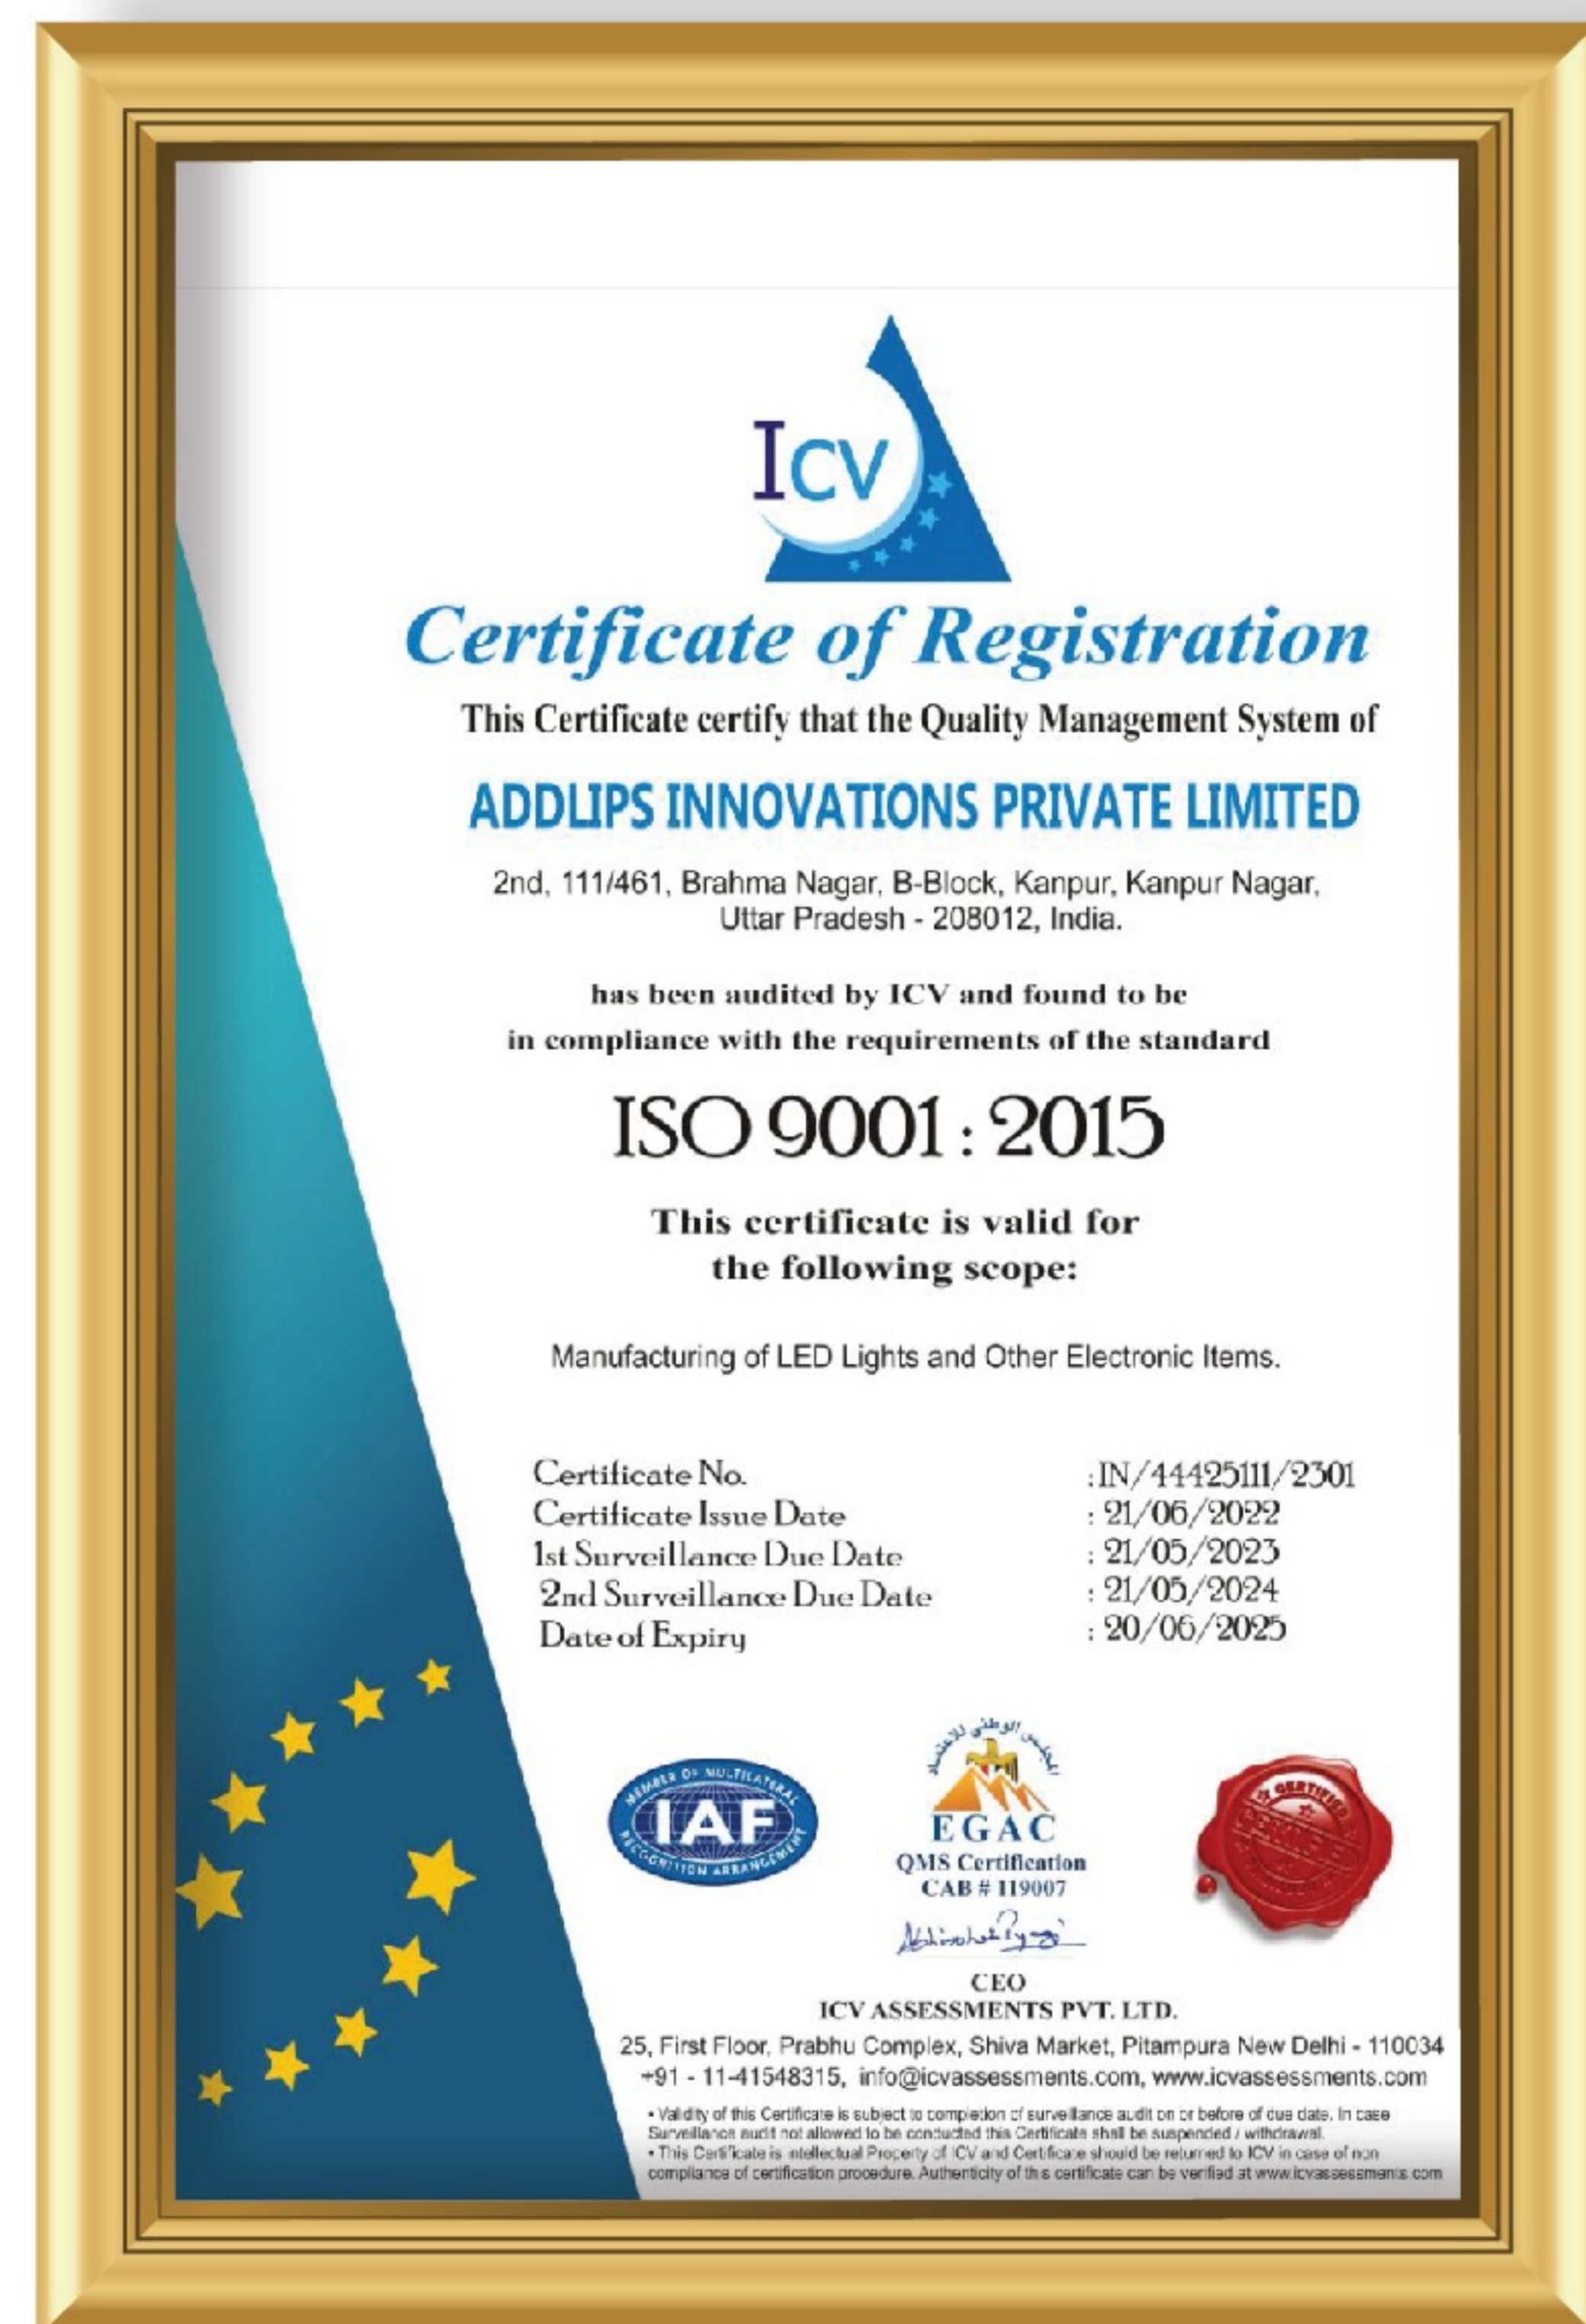 ICV
Certificate of Registration
This Certificate certify that the Quality Management System of
ADDLIPS INNOVATIONS PRIVATE LIMITED
2nd, 111/461, Brahma Nagar, B-Block, Kanpur, Kanpur Nagar,
Uttar Pradesh - 208012, India.
has been audited by ICV and found to be
in compliance with the requirements of the standard
ISO 9001 : 2015
This certificate is valid for
the following scope:
Manufacturing of LED Lights and Other Electronic Items.
Certificate No. : IN/44425111/2301
Certificate Issue Date : 21/06/2022
1st Surveillance Due Date : 21/05/2023
2nd Surveillance Due Date : 21/05/2024
Date of Expiry : 20/06/2025
MEMBER OF MULTILATERAL
IAF
RECOGNITION ARRANGEMENT
المجلس الوطني للاعتماد
EGAC
QMS Certification
CAB # 119007
CERTIFIED
CEO
ICV ASSESSMENTS PVT. LTD.
25, First Floor, Prabhu Complex, Shiva Market, Pitampura New Delhi - 110034
+91 - 11-41548315, info@icvassessments.com, www.icvassessments.com
• Validity of this Certificate is subject to completion of surveillance audit on or before of due date. In case
Surveillance audit not allowed to be conducted this Certificate shall be suspended / withdrawal.
• This Certificate is intellectual Property of ICV and Certificate should be returned to ICV in case of non
compliance of certification procedure. Authenticity of this certificate can be verified at www.icvassessments.com